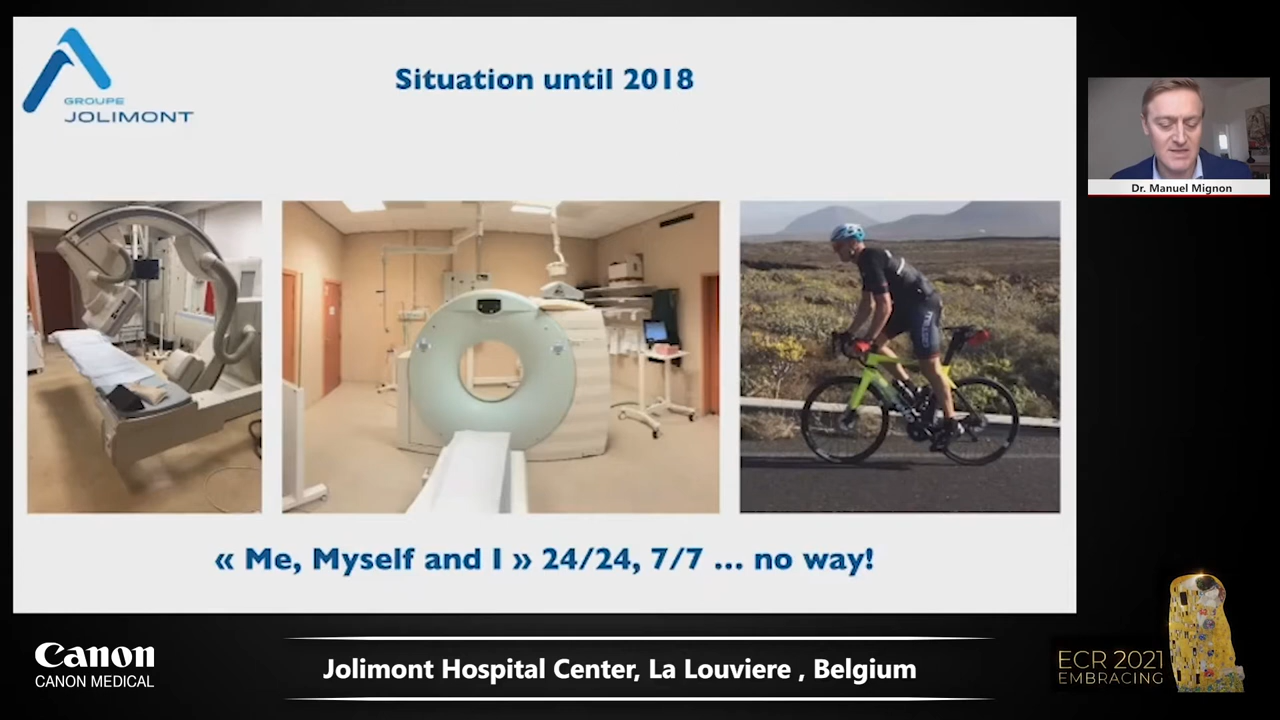 GROUPE
JOLIMONT
Situation until 2018
« Me, Myself and I » 24/24, 7/7 ... no way!
Dr. Manuel Mignon
Canon
CANON MEDICAL
Jolimont Hospital Center, La Louviere , Belgium
ECR 2021
EMBRACING